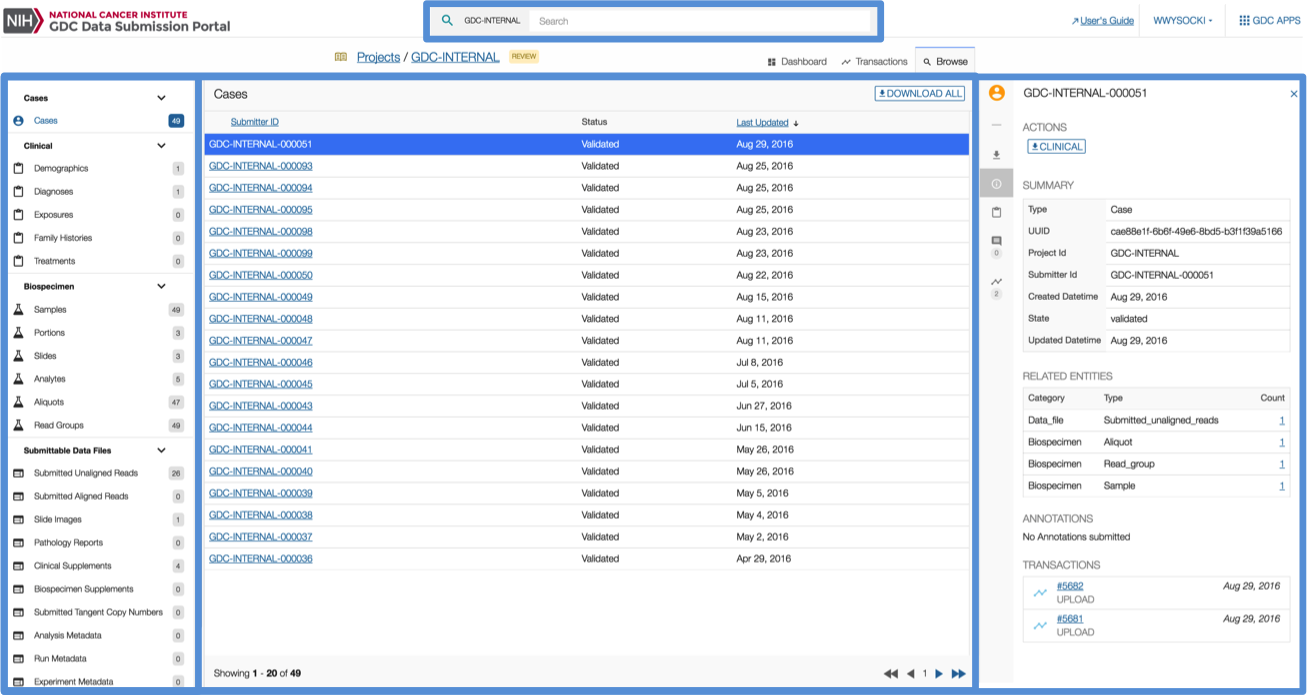 NIH NATIONAL CANCER INSTITUTE
GDC Data Submission Portal
GDC-INTERNAL Search
User's Guide WWYSOCKI GDC APPS
Projects / GDC-INTERNAL REVIEW
Dashboard Transactions Browse
Cases
Cases 49
Clinical
Demographics 1
Diagnoses 1
Exposures 0
Family Histories 0
Treatments 0
Biospecimen
Samples 49
Portions 3
Slides 3
Analytes 5
Aliquots 47
Read Groups 49
Submittable Data Files
Submitted Unaligned Reads 26
Submitted Aligned Reads 0
Slide Images 1
Pathology Reports 0
Clinical Supplements 4
Biospecimen Supplements 0
Submitted Tangent Copy Numbers 0
Analysis Metadata 0
Run Metadata 0
Experiment Metadata 0
Cases DOWNLOAD ALL
Submitter ID Status Last Updated
GDC-INTERNAL-000051 Validated Aug 29, 2016
GDC-INTERNAL-000093 Validated Aug 25, 2016
GDC-INTERNAL-000094 Validated Aug 25, 2016
GDC-INTERNAL-000095 Validated Aug 25, 2016
GDC-INTERNAL-000098 Validated Aug 23, 2016
GDC-INTERNAL-000099 Validated Aug 23, 2016
GDC-INTERNAL-000050 Validated Aug 22, 2016
GDC-INTERNAL-000049 Validated Aug 15, 2016
GDC-INTERNAL-000048 Validated Aug 11, 2016
GDC-INTERNAL-000047 Validated Aug 11, 2016
GDC-INTERNAL-000046 Validated Jul 8, 2016
GDC-INTERNAL-000045 Validated Jul 5, 2016
GDC-INTERNAL-000043 Validated Jun 27, 2016
GDC-INTERNAL-000044 Validated Jun 15, 2016
GDC-INTERNAL-000041 Validated May 26, 2016
GDC-INTERNAL-000040 Validated May 26, 2016
GDC-INTERNAL-000039 Validated May 5, 2016
GDC-INTERNAL-000038 Validated May 4, 2016
GDC-INTERNAL-000037 Validated May 2, 2016
GDC-INTERNAL-000036 Validated Apr 29, 2016
Showing 1 - 20 of 49 1
0
2
GDC-INTERNAL-000051
ACTIONS
CLINICAL
SUMMARY
Type Case
UUID cae88e1f-6b6f-49e6-8bd5-b3f1f39a5166
Project Id GDC-INTERNAL
Submitter Id GDC-INTERNAL-000051
Created Datetime Aug 29, 2016
State validated
Updated Datetime Aug 29, 2016
RELATED ENTITIES
Category Type Count
Data_file Submitted_unaligned_reads 1
Biospecimen Aliquot 1
Biospecimen Read_group 1
Biospecimen Sample 1
ANNOTATIONS
No Annotations submitted
TRANSACTIONS
#5682 Aug 29, 2016
UPLOAD
#5681 Aug 29, 2016
UPLOAD